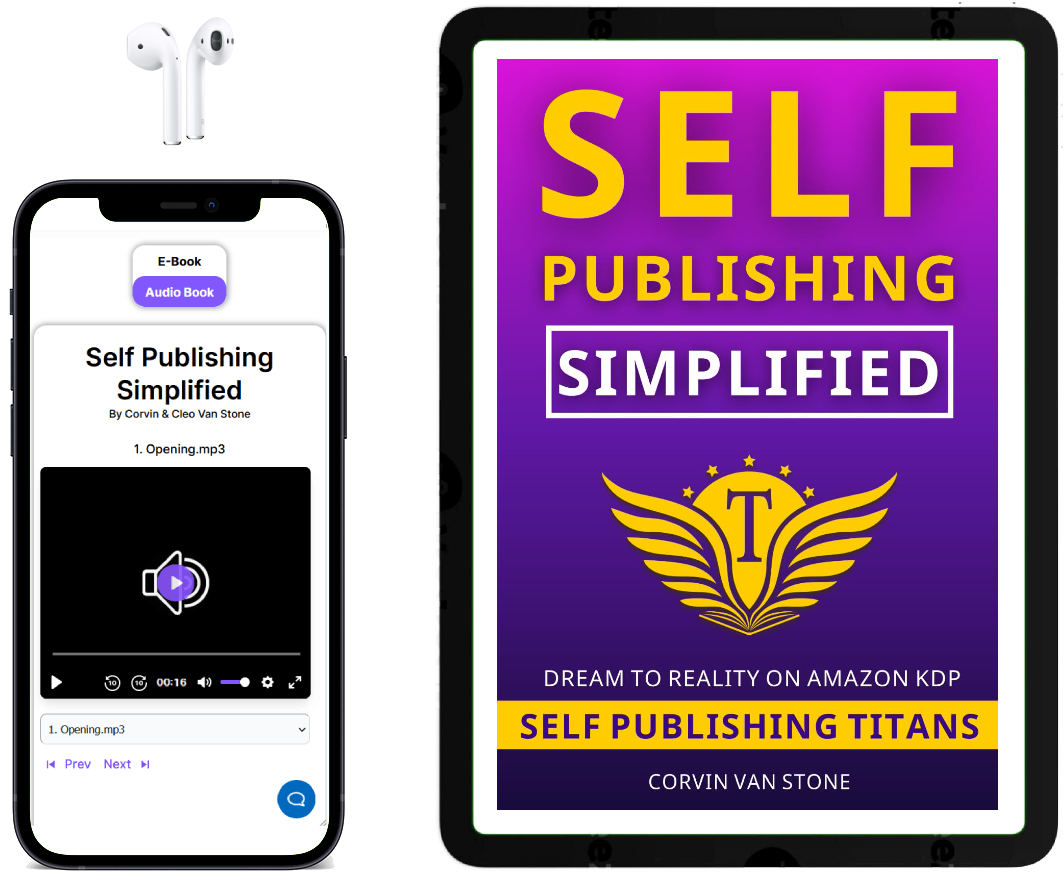 E-Book
Audio Book
Self Publishing
Simplified
By Corvin & Cleo Van Stone
1. Opening.mp3
10
10
00:16
1. Opening.mp3
Prev
Next
SELF
PUBLISHING
SIMPLIFIED
T
DREAM TO REALITY ON AMAZON KDP
SELF PUBLISHING TITANS
CORVIN VAN STONE